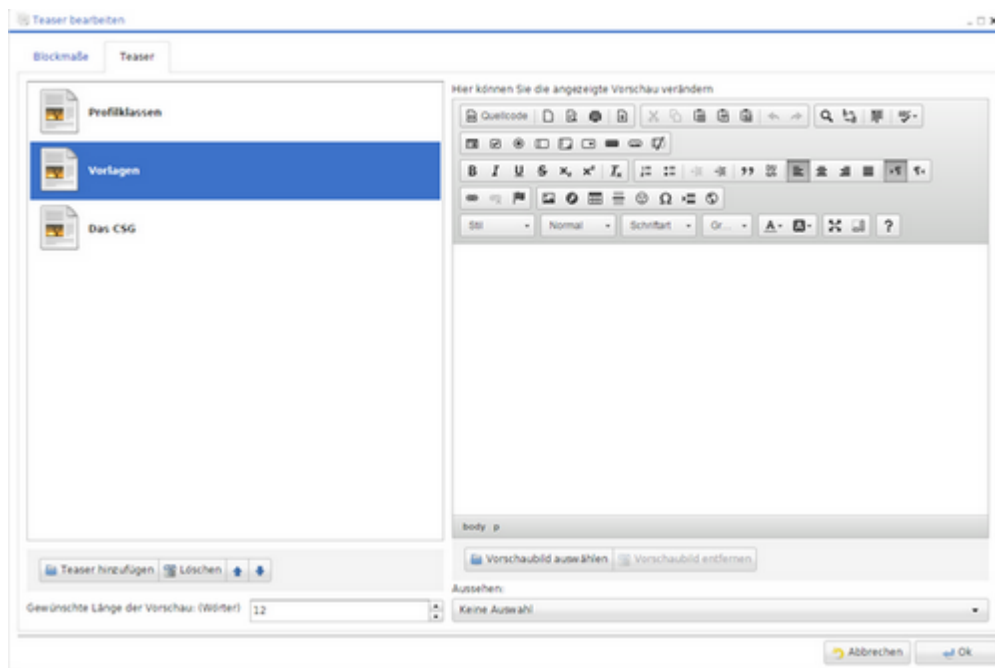 Teaser bearbeiten
Blockmaße Teaser
Profilklassen
Vorlagen
Das CSG
Teaser hinzufügen Löschen
Gewünschte Länge der Vorschau: (Wörter) 12
Hier können Sie die angezeigte Vorschau verändern
Quellcode
B I U S x₂ x² Tx
Stil Normal Schriftart Gr... A A ?
body p
Vorschaubild auswählen Vorschaubild entfernen
Aussehen:
Keine Auswahl
Abbrechen Ok